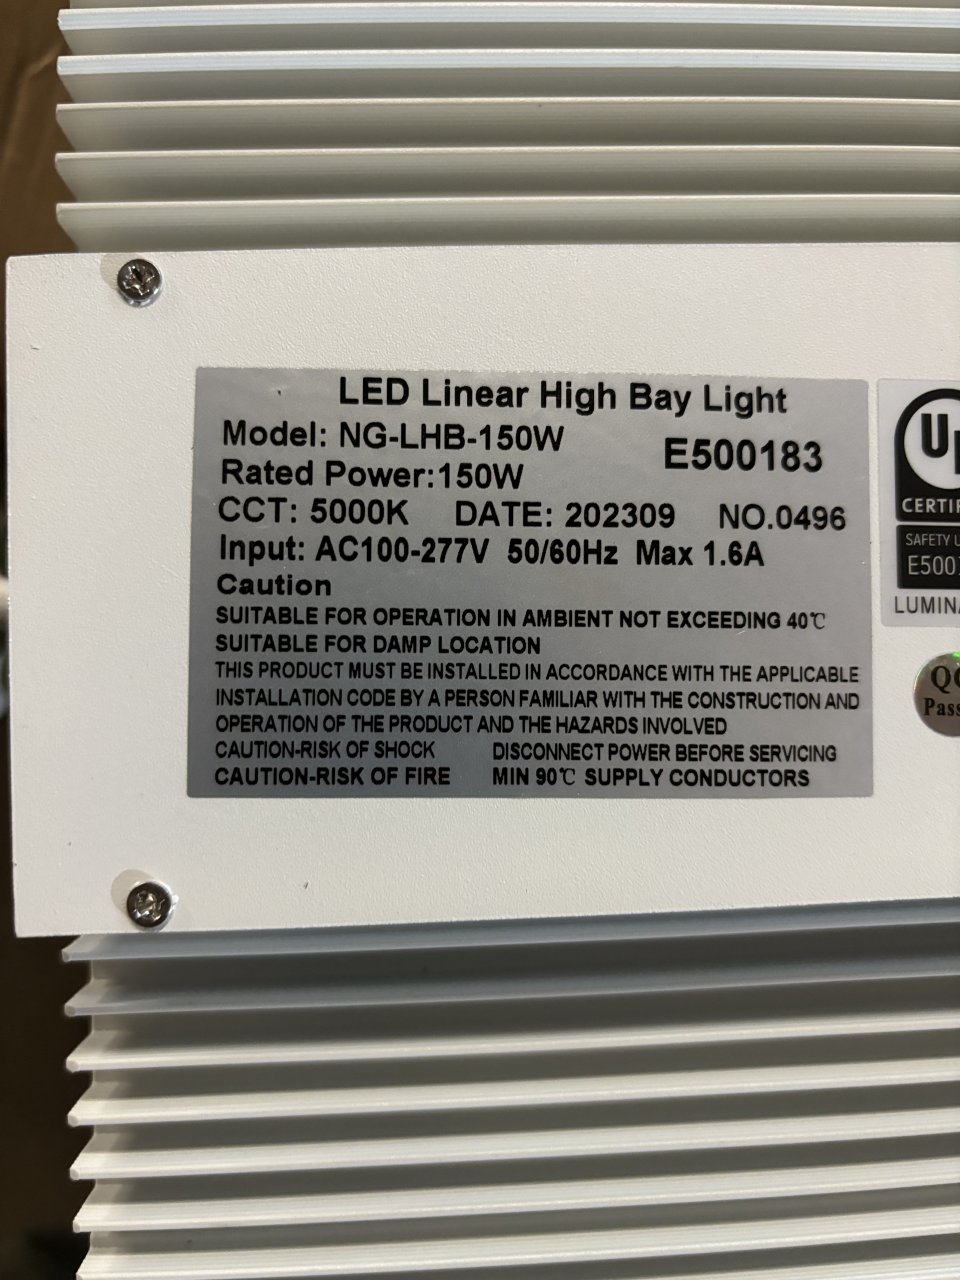 LED Linear High Bay Light
Model: NG-LHB-150W
E500183
Rated Power:150W
CCT: 5000K DATE: 202309 NO.0496
Input: AC100-277V 50/60Hz Max 1.6A
Caution
SUITABLE FOR OPERATION IN AMBIENT NOT EXCEEDING 40℃
SUITABLE FOR DAMP LOCATION
THIS PRODUCT MUST BE INSTALLED IN ACCORDANCE WITH THE APPLICABLE
INSTALLATION CODE BY A PERSON FAMILIAR WITH THE CONSTRUCTION AND
OPERATION OF THE PRODUCT AND THE HAZARDS INVOLVED
CAUTION-RISK OF SHOCK DISCONNECT POWER BEFORE SERVICING
CAUTION-RISK OF FIRE MIN 90℃ SUPPLY CONDUCTORS
UL
SAFETY
Pass